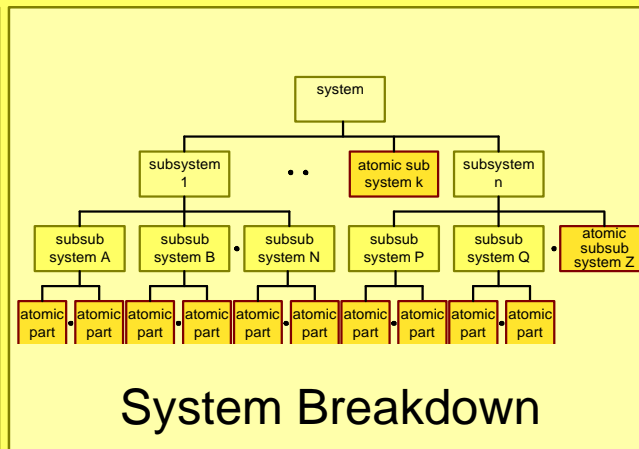 system
subsystem
1
atomic sub
system k
subsystem
n
subsub
system A
subsub
system B
subsub
system N
subsub
system P
subsub
system Q
atomic
subsub
system Z
atomic
part
atomic
part
atomic
part
atomic
part
atomic
part
atomic
part
atomic
part
atomic
part
atomic
part
atomic
part
System Breakdown